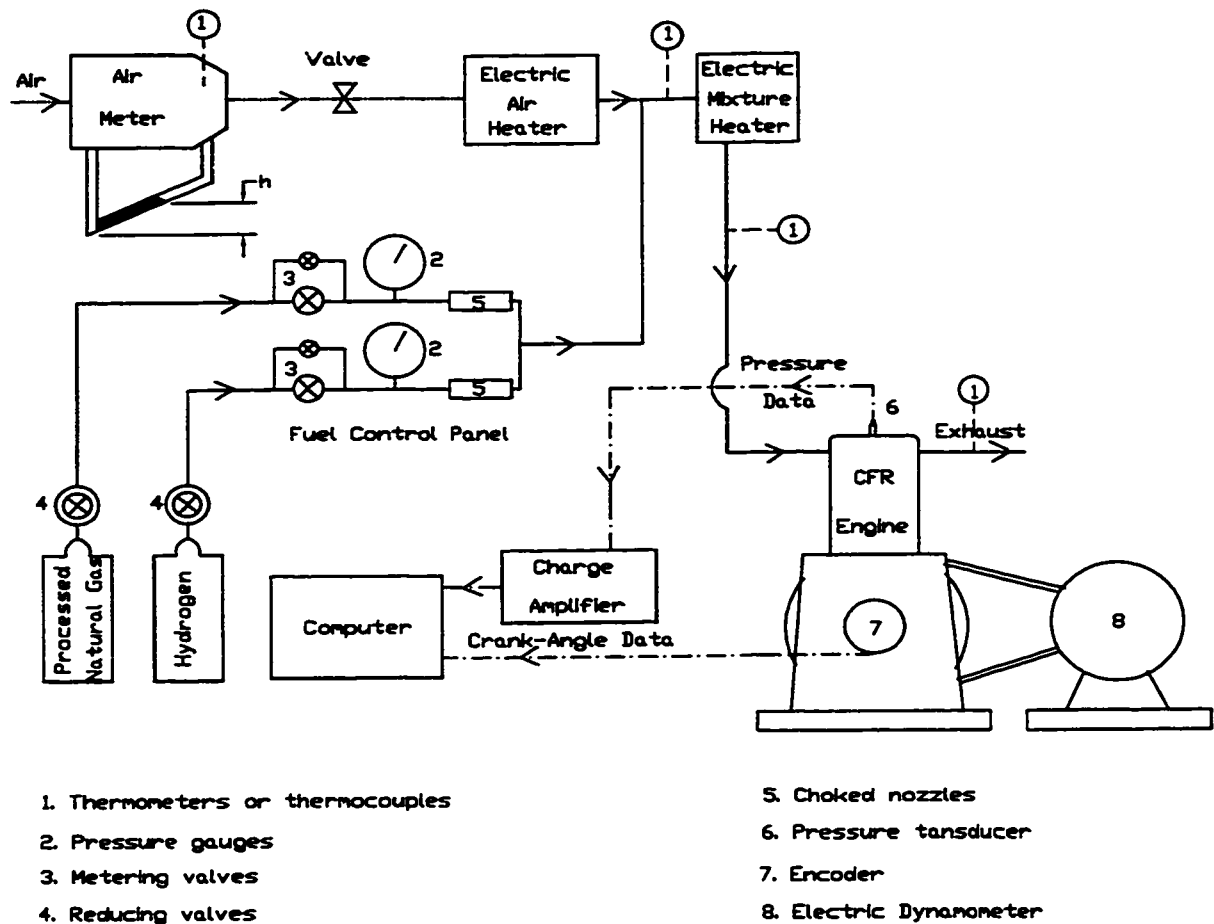 1
Air
Air
Meter
Valve
Electric
Air
Heater
1
Electric
Mixture
Heater
h
1
3
2
5
3
2
5
Fuel Control Panel
Pressure
Data
6
1
Exhaust
4
4
CFR
Engine
Processed
Natural Gas
Hydrogen
Charge
Amplifier
Computer
Crank-Angle Data
7
8
1. Thermometers or thermocouples
2. Pressure gauges
3. Metering valves
4. Reducing valves
5. Choked nozzles
6. Pressure tansducer
7. Encoder
8. Electric Dynamometer